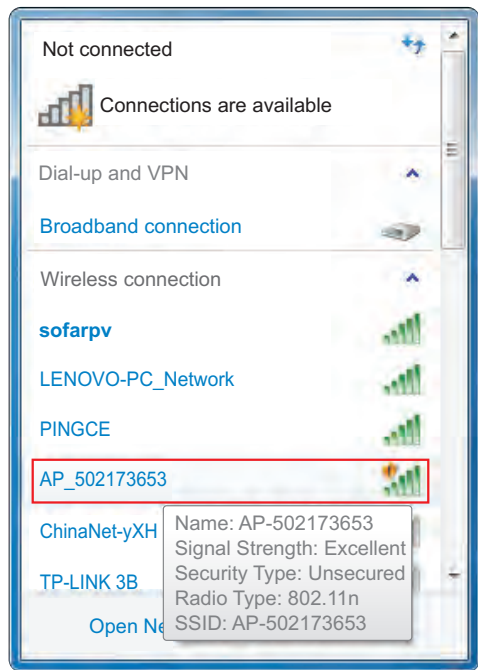 Not connected
Connections are available
Dial-up and VPN
Broadband connection
Wireless connection
sofarpv
LENOVO-PC_Network
PINGCE
AP_502173653
ChinaNet-yXH
Name: AP-502173653
Signal Strength: Excellent
Security Type: Unsecured
Radio Type: 802.11n
SSID: AP-502173653
TP-LINK 3B
Open Ne